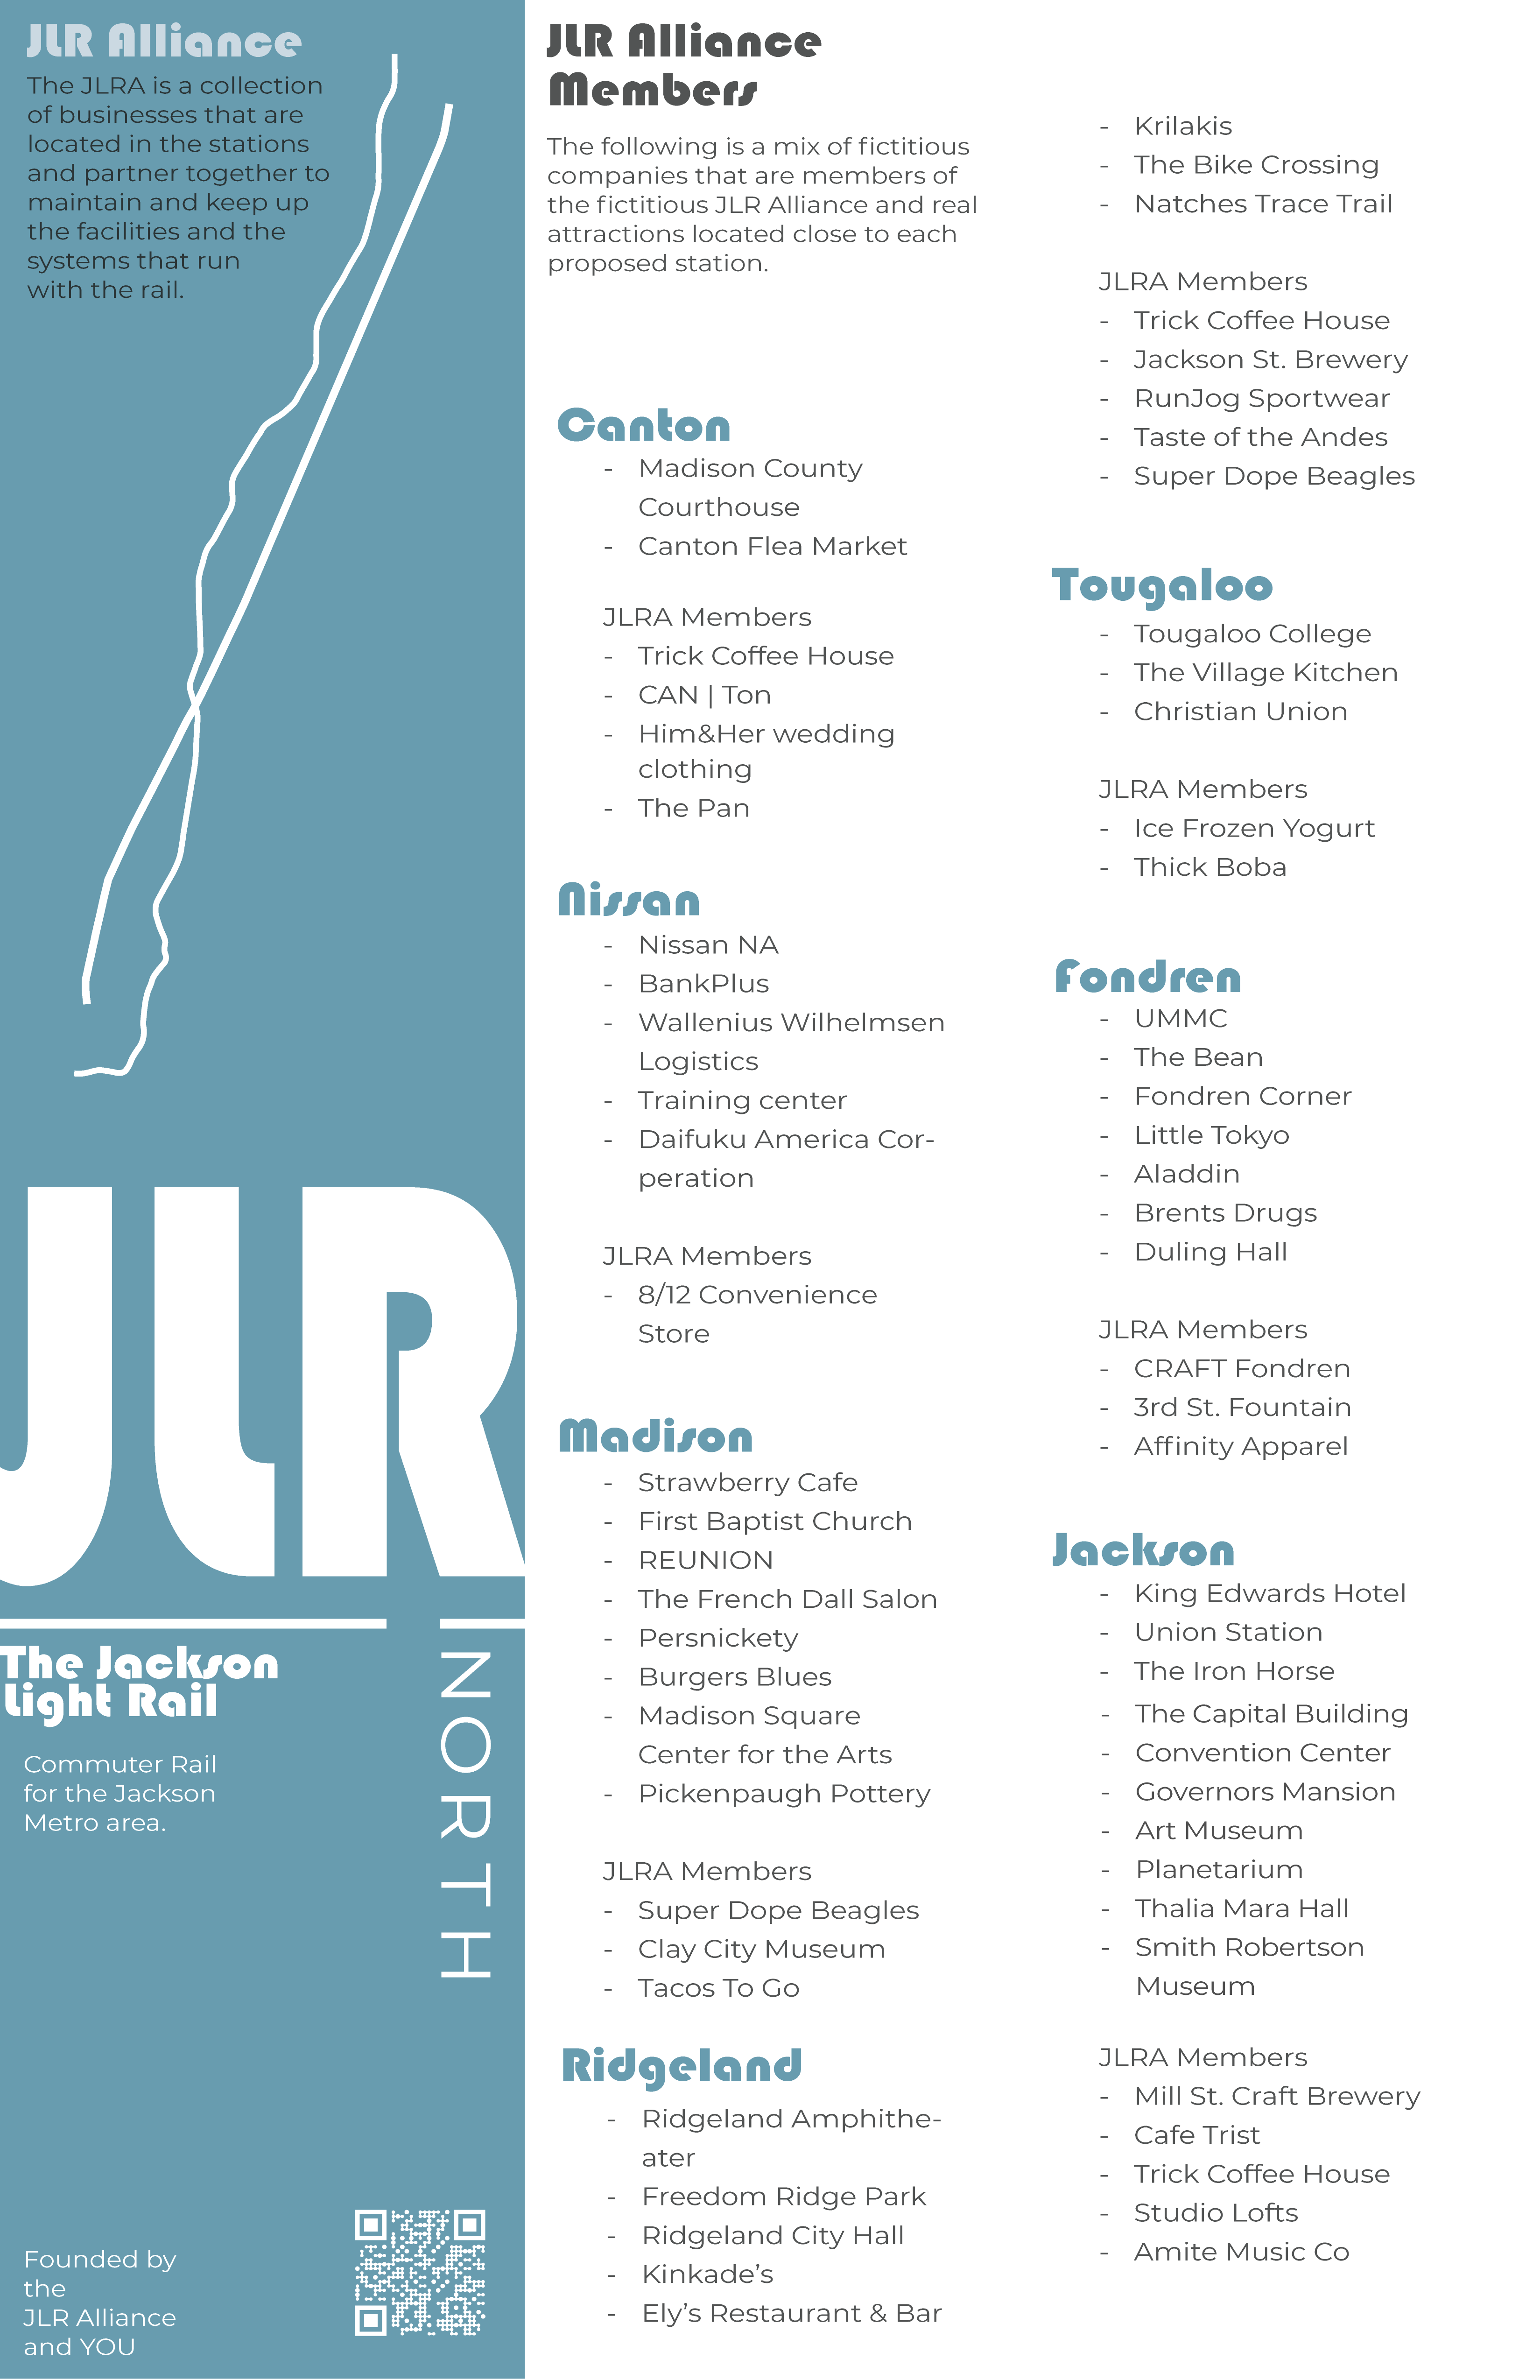 JLR Alliance
The JLRA is a collection
of businesses that are
located in the stations
and partner together to
maintain and keep up
the facilities and the
systems that run
with the rail.
JLR
The Jackson
Light Rail
NORTH
Commuter Rail
for the Jackson
Metro area.
Founded by
the
JLR Alliance
and YOU
JLR Alliance
Members
The following is a mix of fictitious
companies that are members of
the fictitious JLR Alliance and real
attractions located close to each
proposed station.
Canton
- Madison County
Courthouse
- Canton Flea Market
JLRA Members
- Trick Coffee House
- CAN | Ton
- Him&Her wedding
clothing
- The Pan
Nissan
- Nissan NA
- BankPlus
- Wallenius Wilhelmsen
Logistics
- Training center
- Daifuku America Cor-
peration
JLRA Members
- 8/12 Convenience
Store
Madison
- Strawberry Cafe
- First Baptist Church
- REUNION
- The French Dall Salon
- Persnickety
- Burgers Blues
- Madison Square
Center for the Arts
- Pickenpaugh Pottery
JLRA Members
- Super Dope Beagles
- Clay City Museum
- Tacos To Go
Ridgeland
- Ridgeland Amphithe-
ater
- Freedom Ridge Park
- Ridgeland City Hall
- Kinkade's
- Ely's Restaurant & Bar
- Krilakis
- The Bike Crossing
- Natches Trace Trail
JLRA Members
- Trick Coffee House
- Jackson St. Brewery
- RunJog Sportwear
- Taste of the Andes
- Super Dope Beagles
Tougaloo
- Tougaloo College
- The Village Kitchen
- Christian Union
JLRA Members
- Ice Frozen Yogurt
- Thick Boba
Fondren
- UMMC
- The Bean
- Fondren Corner
- Little Tokyo
- Aladdin
- Brents Drugs
- Duling Hall
JLRA Members
- CRAFT Fondren
- 3rd St. Fountain
- Affinity Apparel
Jackson
- King Edwards Hotel
- Union Station
- The Iron Horse
- The Capital Building
- Convention Center
- Governors Mansion
- Art Museum
- Planetarium
- Thalia Mara Hall
- Smith Robertson
Museum
JLRA Members
- Mill St. Craft Brewery
- Cafe Trist
- Trick Coffee House
- Studio Lofts
- Amite Music Co